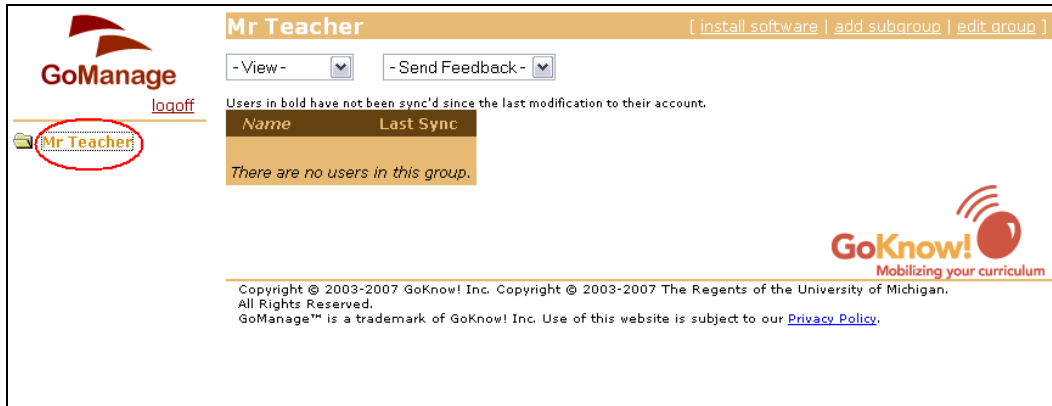 Mr Teacher [ install software | add subgroup | edit group ]
GoManage
- View - - Send Feedback -
logoff
Users in bold have not been sync'd since the last modification to their account.
Name Last Sync
Mr Teacher
There are no users in this group.
GoKnow!
Mobilizing your curriculum
Copyright © 2003-2007 GoKnow! Inc. Copyright © 2003-2007 The Regents of the University of Michigan.
All Rights Reserved.
GoManage™ is a trademark of GoKnow! Inc. Use of this website is subject to our Privacy Policy.